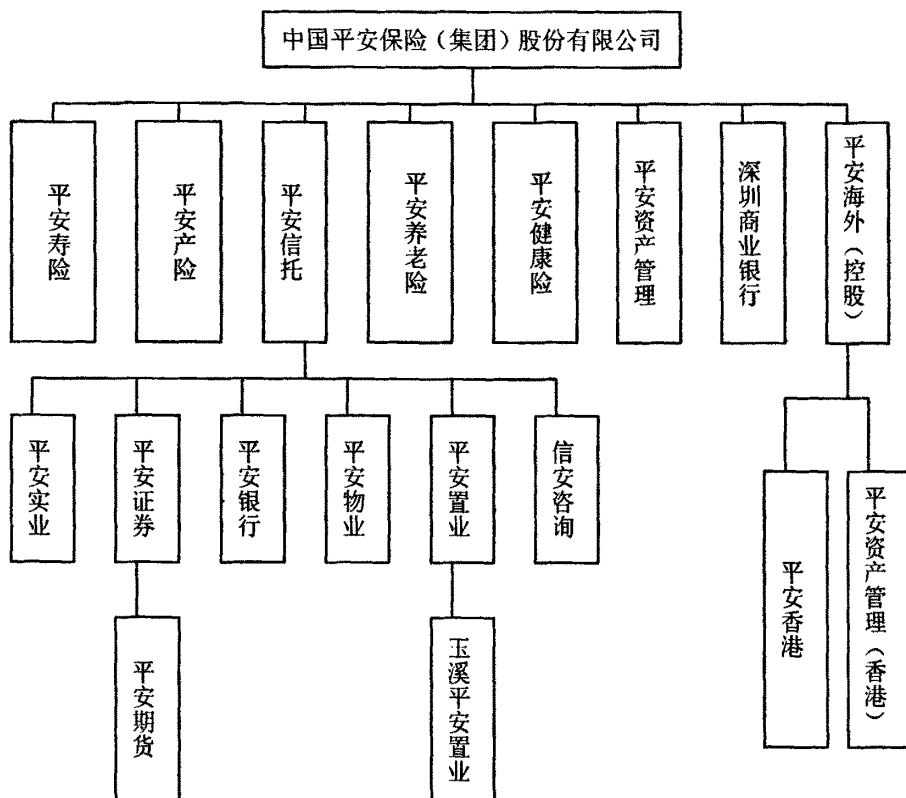 中国平安保险（集团）股份有限公司
平安寿险
平安产险
平安信托
平安养老险
平安健康险
平安资产管理
深圳商业银行
平安海外（控股）
平安实业
平安证券
平安银行
平安物业
平安置业
信安咨询
平安香港
平安资产管理（香港）
平安期货
玉溪平安置业